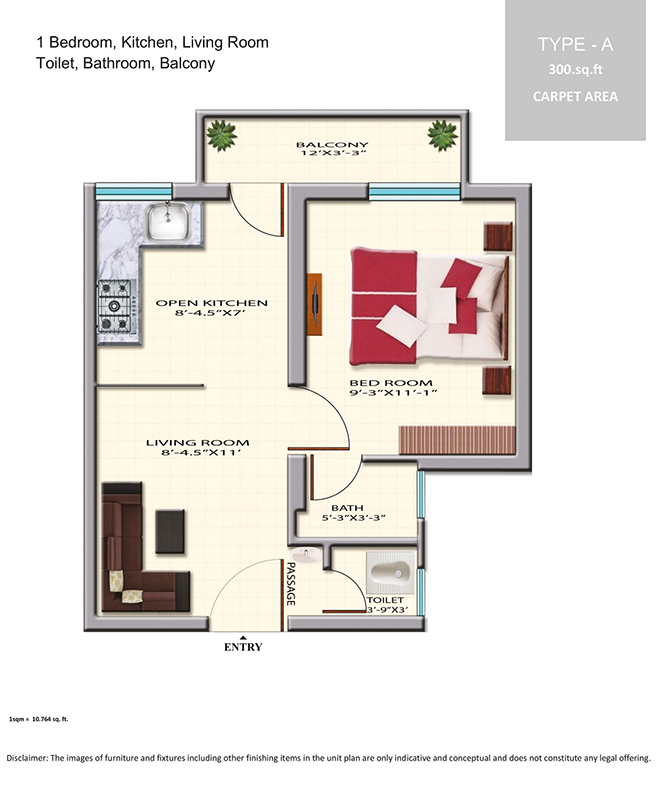 1 Bedroom, Kitchen, Living Room
Toilet, Bathroom, Balcony
TYPE - A
300.sq.ft
CARPET AREA
BALCONY
12'X3'-3"
OPEN KITCHEN
8'-4.5"X7'
BED ROOM
9'-3"X11'-1"
LIVING ROOM
8'-4.5"X11'
BATH
5'-3"X3'-3"
PASSAGE
TOILET
3'-9"X3'
ENTRY
1sqm = 10.764 sq. ft.
Disclaimer: The images of furniture and fixtures including other finishing items in the unit plan are only indicative and conceptual and does not constitute any legal offering.